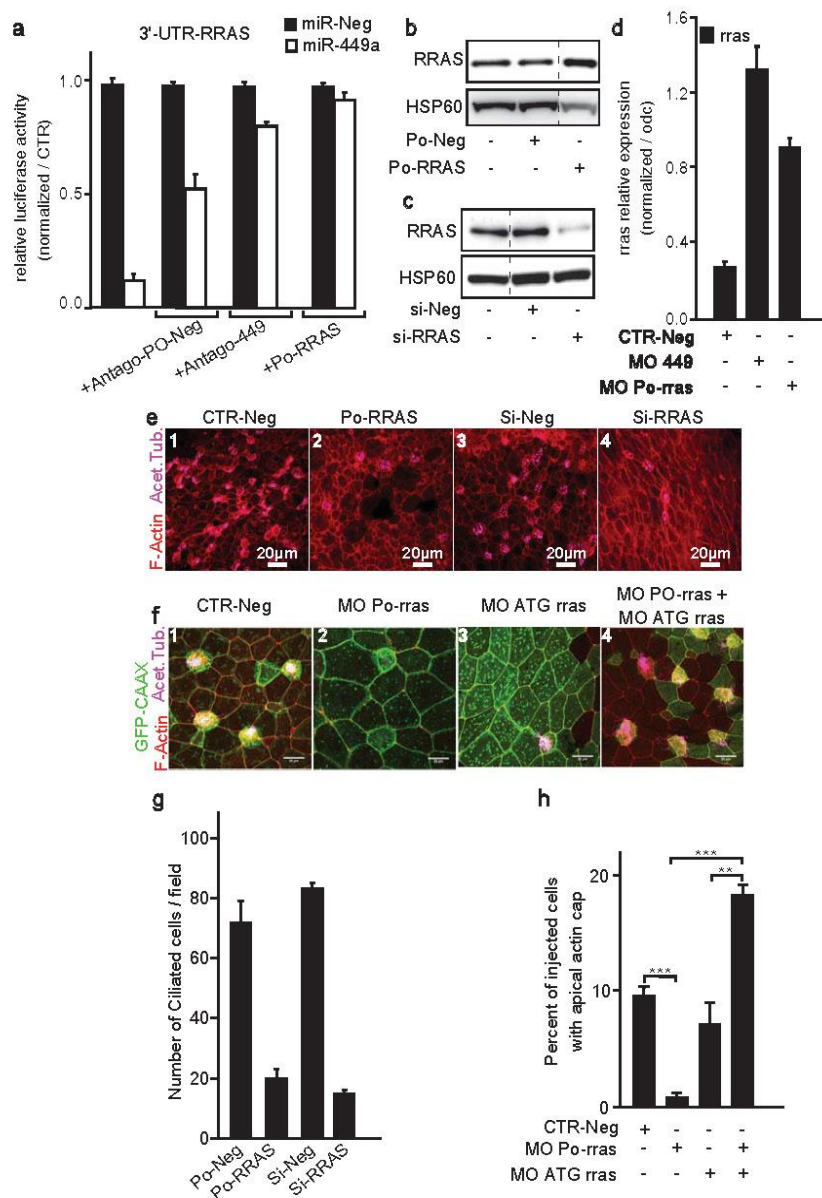 a
3'-UTR-RRAS
miR-Neg
miR-449a
relative luciferase activity
(normalized / CTR)
1.0
0.5
0.0
+Antago-PO-Neg
+Antago-449
+Po-RRAS
b
RRAS
HSP60
Po-Neg - + -
Po-RRAS - - +
c
RRAS
HSP60
si-Neg - + -
si-RRAS - - +
d
rras
rras relative expression
(normalized / odc)
1.6
1.2
0.8
0.4
0.0
CTR-Neg + - -
MO 449 - + -
MO Po-rras - - +
e
F-Actin Acet.Tub.
CTR-Neg
Po-RRAS
Si-Neg
Si-RRAS
1
2
3
4
20μm
20μm
20μm
20μm
f
GFP-CAAX
F-Actin Acet.Tub.
CTR-Neg
MO Po-rras
MO ATG rras
MO PO-rras +
MO ATG rras
1
2
3
4
g
Number of Ciliated cells / field
100
80
60
40
20
0
Po-Neg
Po-RRAS
Si-Neg
Si-RRAS
h
Percent of injected cells
with apical actin cap
20
10
0
***
***
**
CTR-Neg + - - -
MO Po-rras - + - +
MO ATG rras - - + +